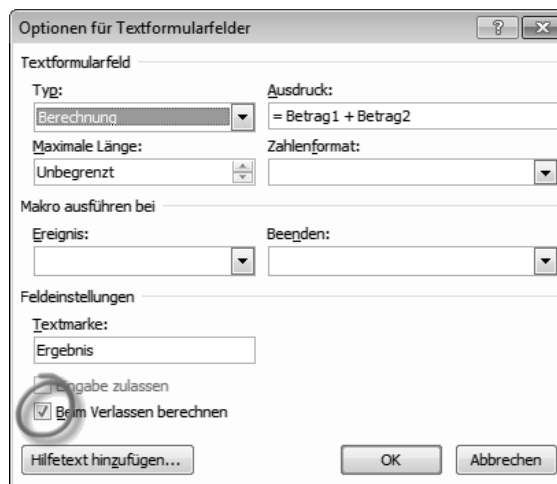 Optionen für Textformularfelder
Textformularfeld
Typ: Ausdruck:
Berechnung = Betrag1 + Betrag2
Maximale Länge: Zahlenformat:
Unbegrenzt
Makro ausführen bei
Ereignis: Beenden:
Feldeinstellungen
Textmarke:
Ergebnis
Eingabe zulassen
Beim Verlassen berechnen
Hilfetext hinzufügen... OK Abbrechen